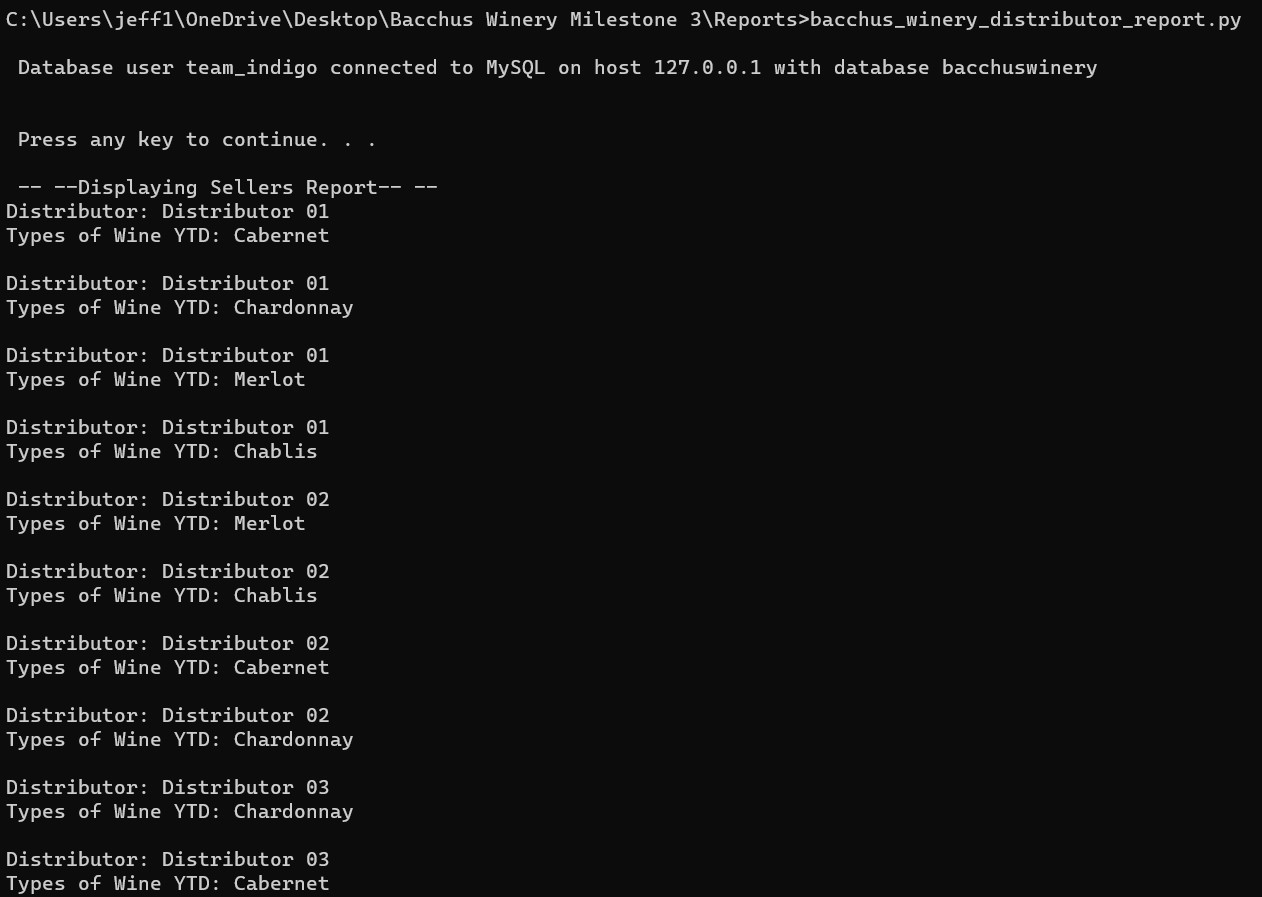 C:\Users\jeff1\OneDrive\Desktop\Bacchus Winery Milestone 3\Reports>bacchus_winery_distributor_report.py
Database user team_indigo connected to MySQL on host 127.0.0.1 with database bacchuswinery
Press any key to continue. . .
-- --Displaying Sellers Report-- --
Distributor: Distributor 01
Types of Wine YTD: Cabernet
Distributor: Distributor 01
Types of Wine YTD: Chardonnay
Distributor: Distributor 01
Types of Wine YTD: Merlot
Distributor: Distributor 01
Types of Wine YTD: Chablis
Distributor: Distributor 02
Types of Wine YTD: Merlot
Distributor: Distributor 02
Types of Wine YTD: Chablis
Distributor: Distributor 02
Types of Wine YTD: Cabernet
Distributor: Distributor 02
Types of Wine YTD: Chardonnay
Distributor: Distributor 03
Types of Wine YTD: Chardonnay
Distributor: Distributor 03
Types of Wine YTD: Cabernet